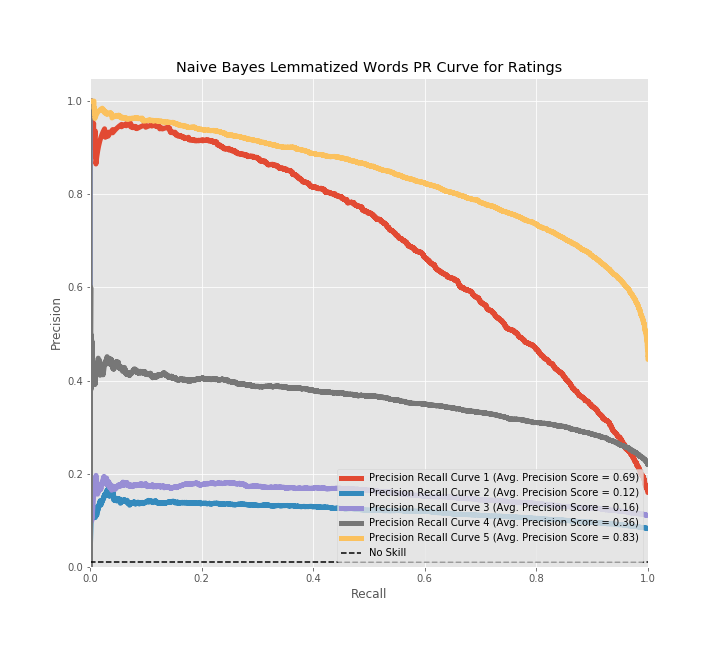 Naive Bayes Lemmatized Words PR Curve for Ratings
1.0
0.8
0.6
0.4
0.2
0.0
Precision
Precision Recall Curve 1 (Avg. Precision Score = 0.69)
Precision Recall Curve 2 (Avg. Precision Score = 0.12)
Precision Recall Curve 3 (Avg. Precision Score = 0.16)
Precision Recall Curve 4 (Avg. Precision Score = 0.36)
Precision Recall Curve 5 (Avg. Precision Score = 0.83)
No Skill
0.0 0.2 0.4 0.6 0.8 1.0
Recall